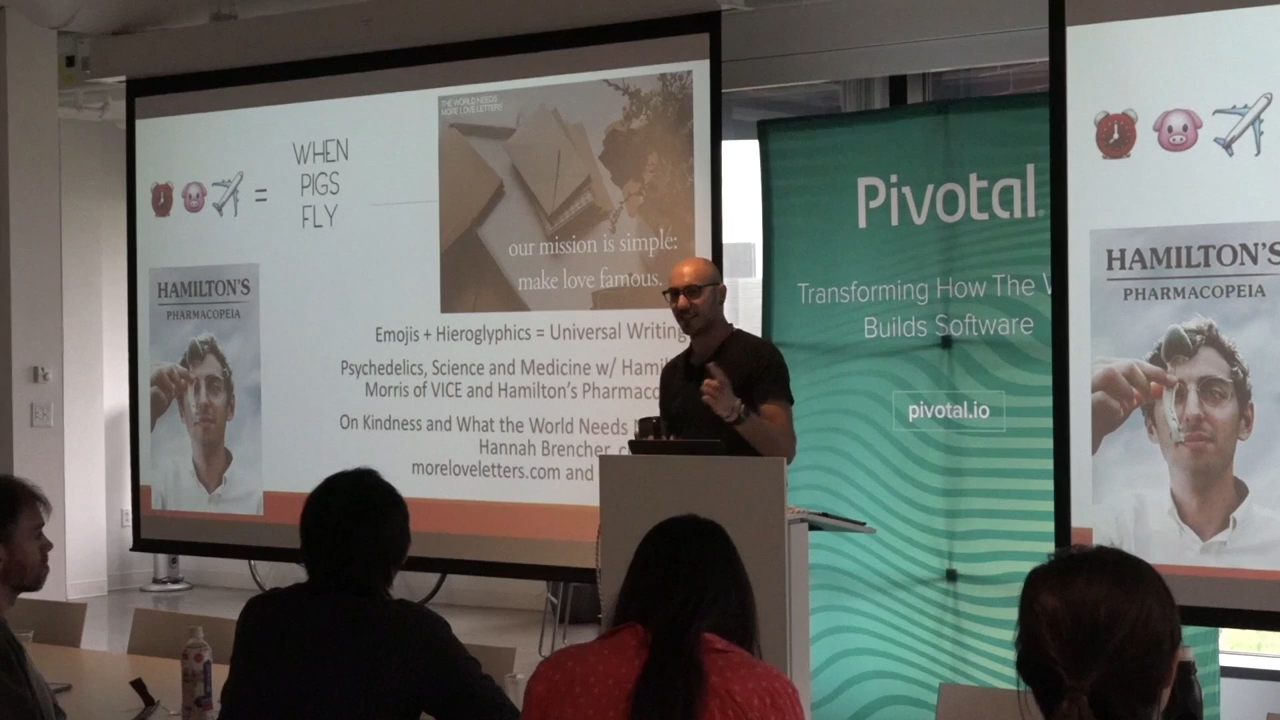 THE WORLD NEEDS
MORE LOVE LETTERS
=
WHEN
PIGS
FLY
our mission is simple:
make love famous.
HAMILTON'S
PHARMACOPEIA
Emojis + Hieroglyphics = Universal Writing
Psychedelics, Science and Medicine w/
Morris of VICE and Hamilton's
On Kindness and What the World Needs
Hannah Brencher,
moreloveletters.com and
Pivotal
Transforming How The
Builds Software
pivotal.io
HAMILTON'S
PHARMACOPEIA